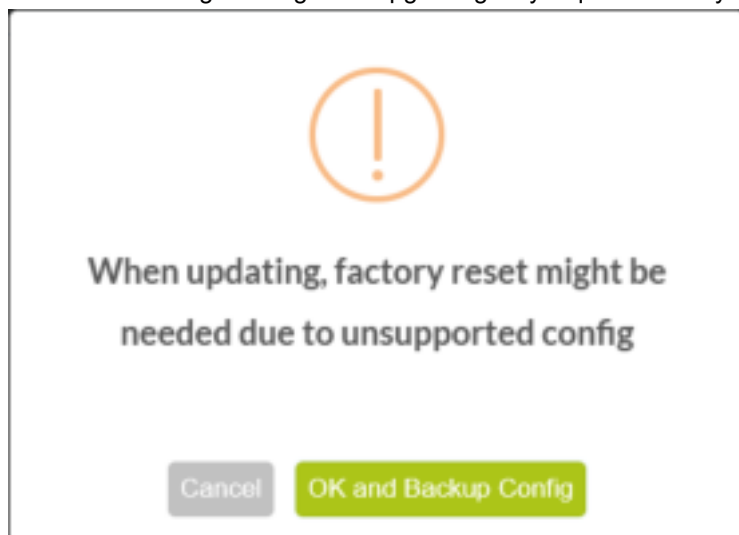 When updating, factory reset might be
needed due to unsupported config
Cancel
OK and Backup Config